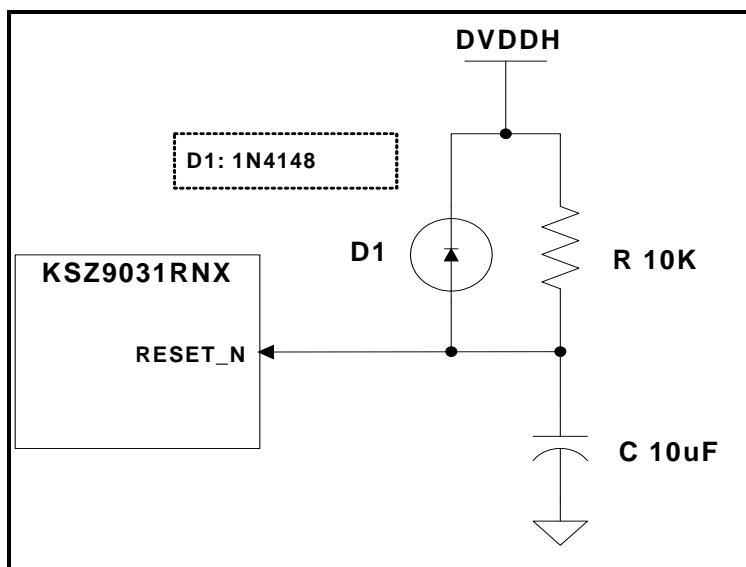 DVDDH
D1: 1N4148
KSZ9031RNX
D1
R 10K
RESET_N
C 10uF